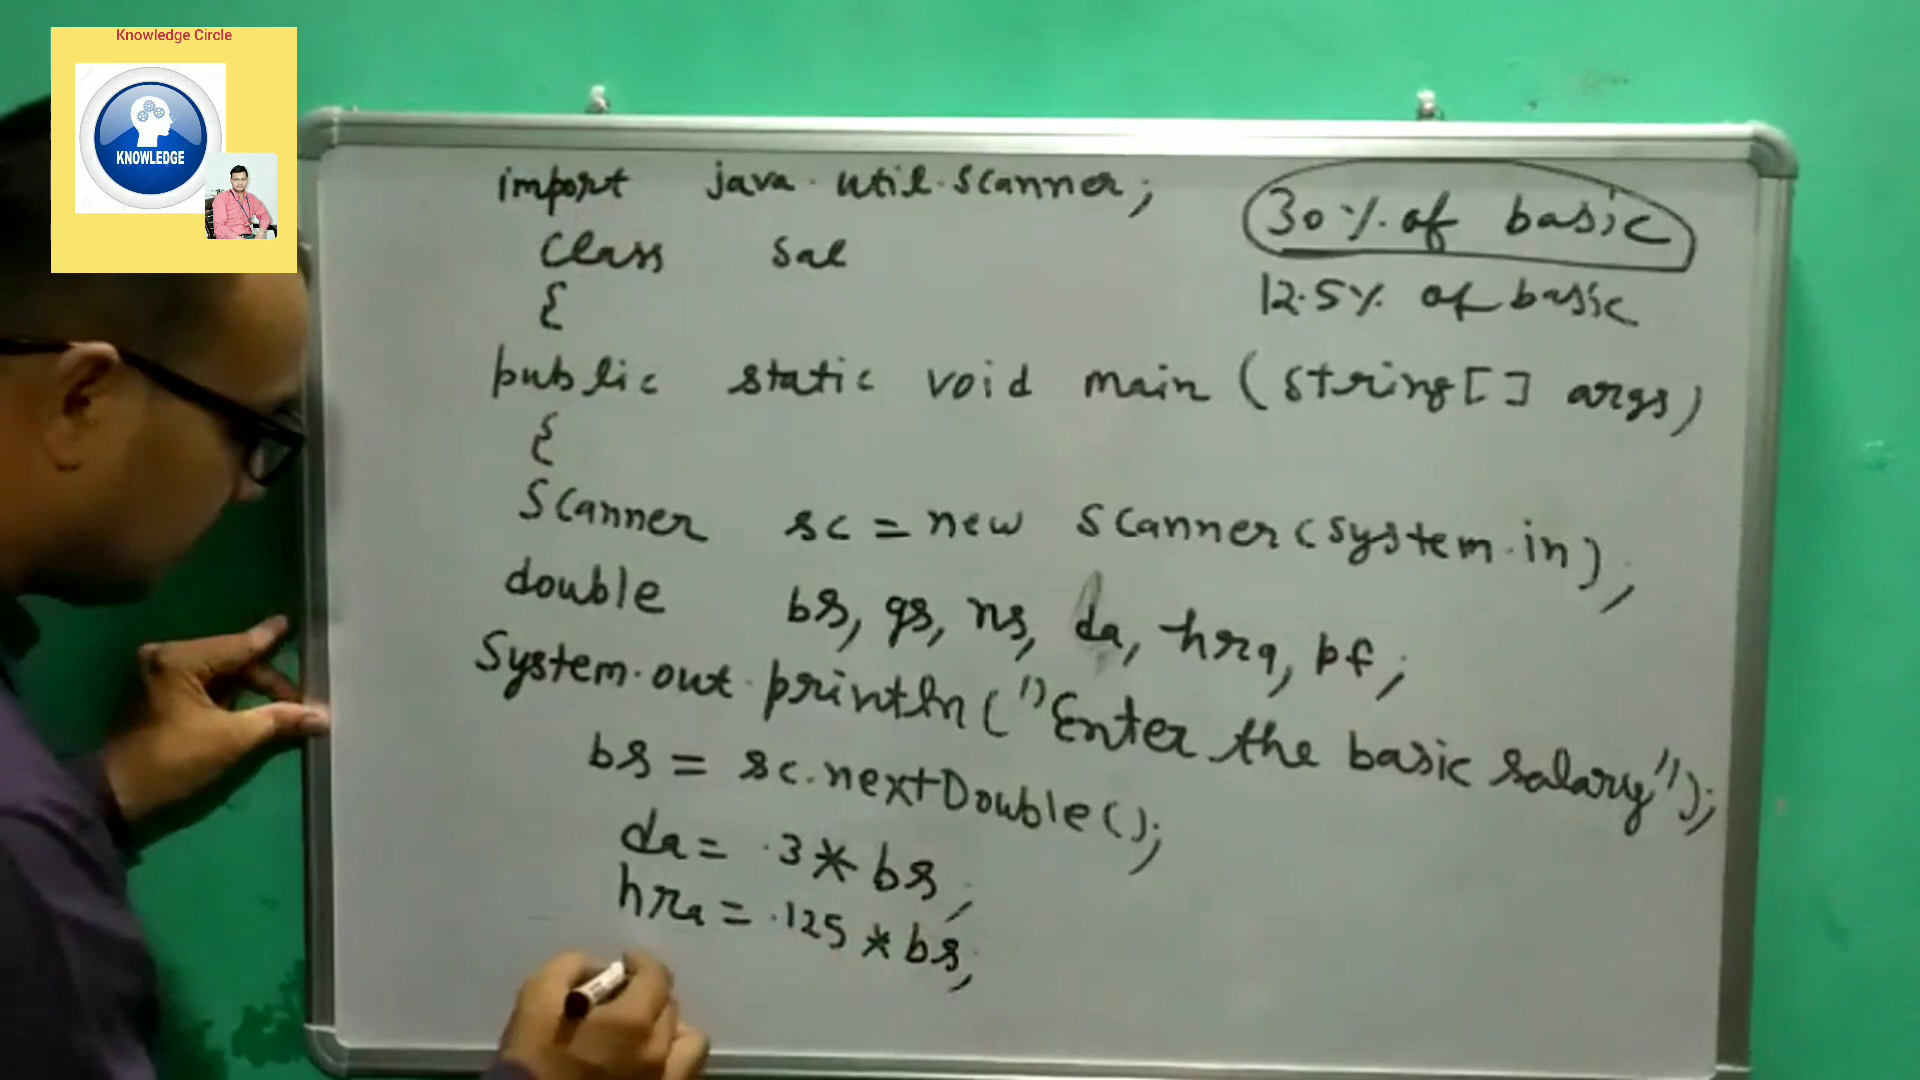 Knowledge Circle
KNOWLEDGE
import java.util.Scanner;
class sal
{
public static void main (string[] args)
{
Scanner sc = new Scanner(system.in);
double bs, gs, ns, da, hra, pf;
System.out.println("Enter the basic salary");
bs = sc.nextDouble();
da = .3 * bs;
hra = .125 * bs;
30% of basic
12.5% of basic